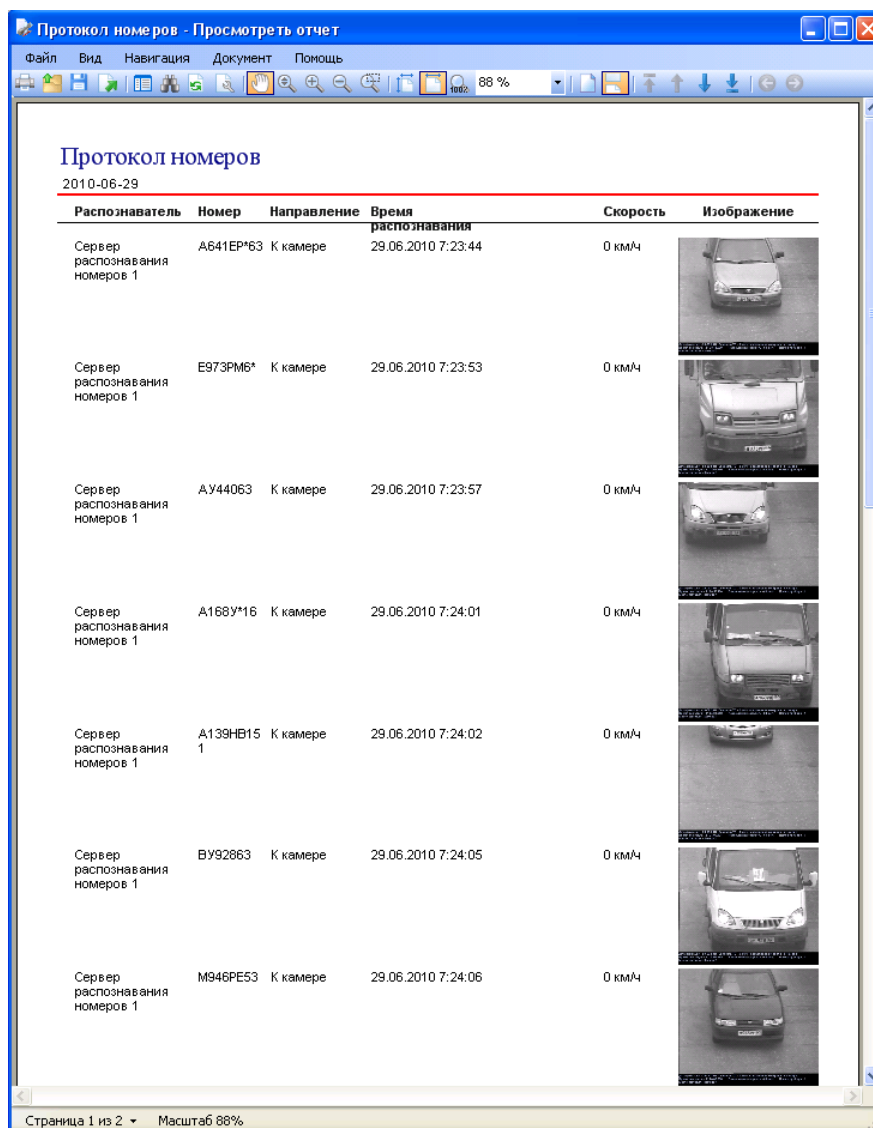 Протокол номеров - Просмотреть отчет
Файл Вид Навигация Документ Помощь
100% 88 %
Протокол номеров
2010-06-29
Распознаватель Номер Направление Время распознавания Скорость Изображение
Сервер А641ЕР*63 К камере 29.06.2010 7:23:44 0 км/ч
распознавания
номеров 1
Сервер Е973РМ6* К камере 29.06.2010 7:23:53 0 км/ч
распознавания
номеров 1
Сервер АУ44063 К камере 29.06.2010 7:23:57 0 км/ч
распознавания
номеров 1
Сервер А168У*16 К камере 29.06.2010 7:24:01 0 км/ч
распознавания
номеров 1
Сервер А139НВ15 К камере 29.06.2010 7:24:02 0 км/ч
распознавания 1
номеров 1
Сервер ВУ92863 К камере 29.06.2010 7:24:05 0 км/ч
распознавания
номеров 1
Сервер М946РЕ53 К камере 29.06.2010 7:24:06 0 км/ч
распознавания
номеров 1
Страница 1 из 2 Масштаб 88%